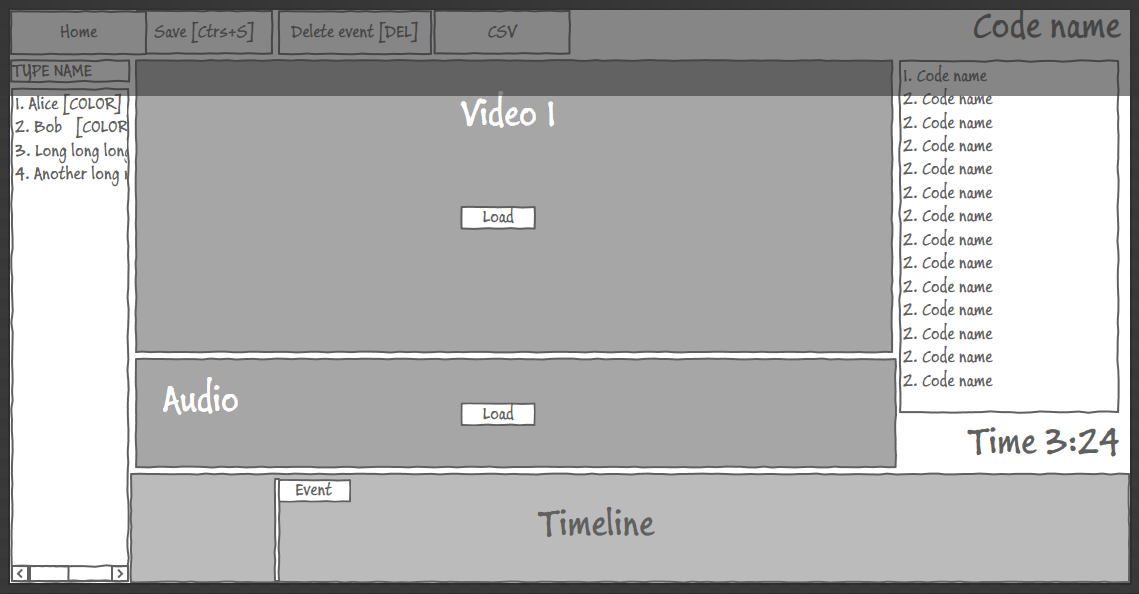 Home
Save [Ctrs+S]
Delete event [DEL]
CSV
Code name
TYPE NAME
1. Alice [COLOR]
2. Bob [COLOR
3. Long long long
4. Another long
Video 1
Load
Audio
Load
1. Code name
2. Code name
2. Code name
2. Code name
2. Code name
2. Code name
2. Code name
2. Code name
2. Code name
2. Code name
2. Code name
2. Code name
2. Code name
2. Code name
Time 3:24
Event
Timeline